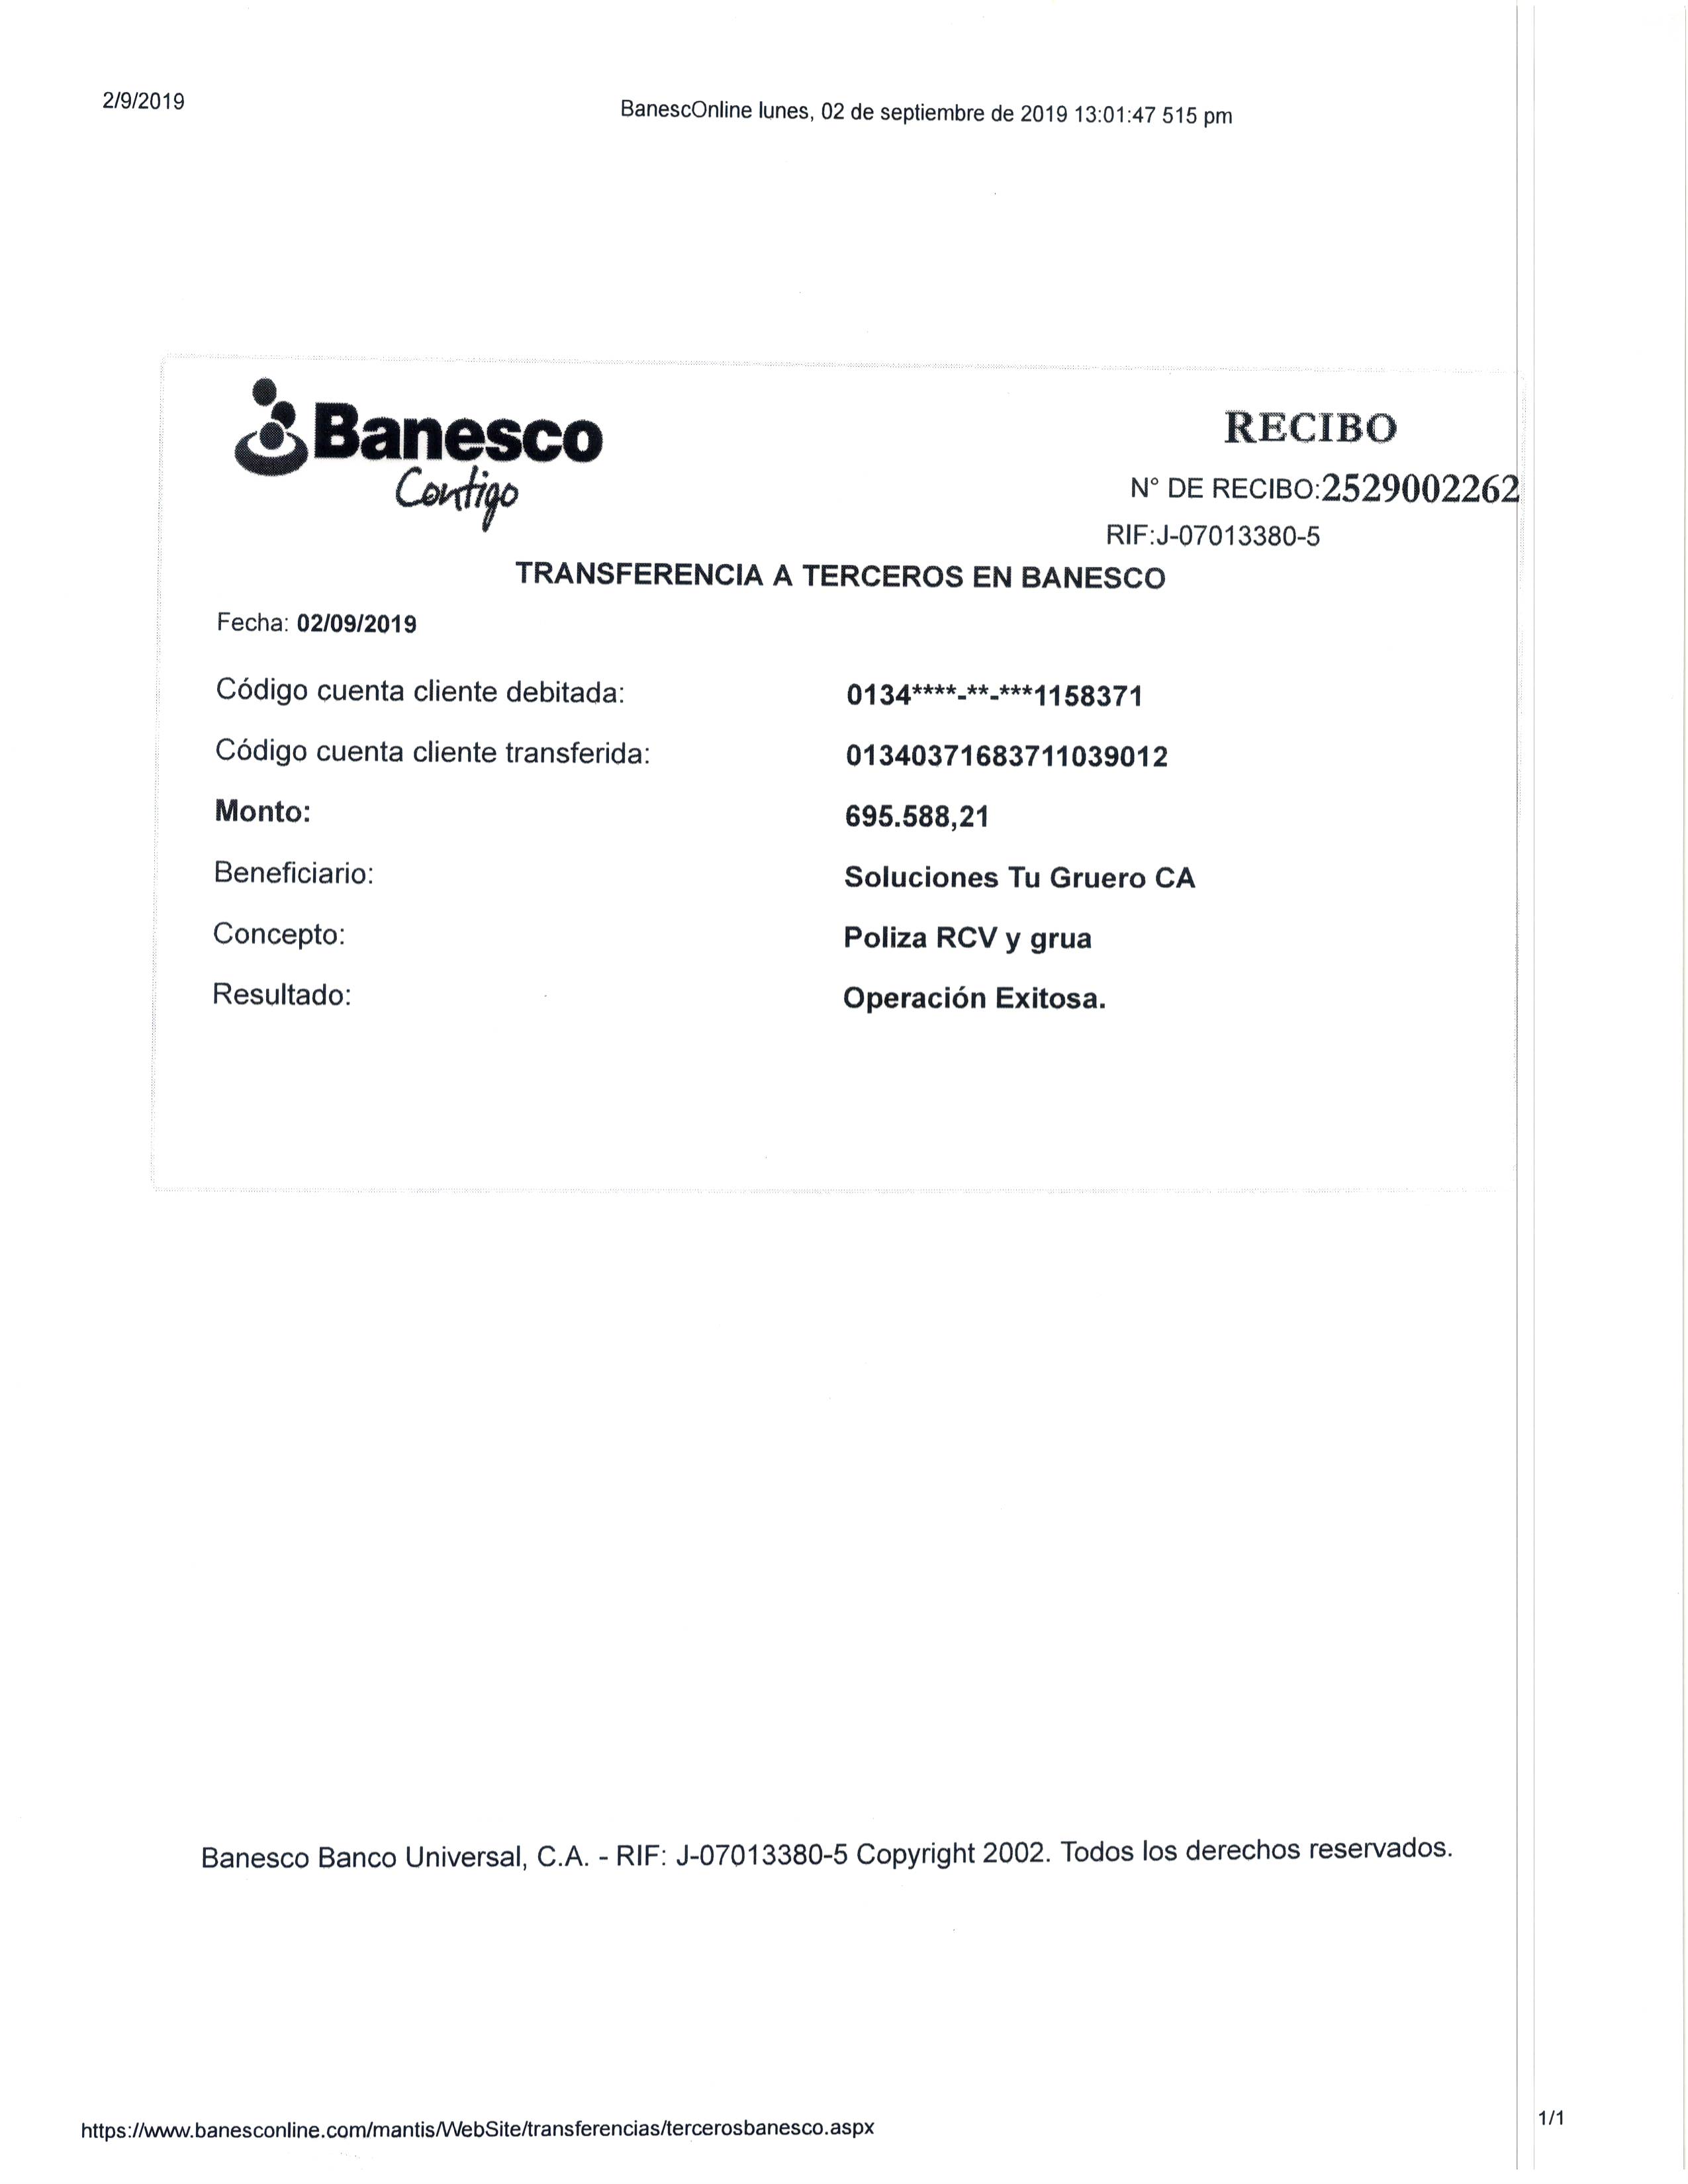 2/9/2019
BanescOnline lunes, 02 de septiembre de 2019 13:01:47 515 pm
Banesco
Contigo
RECIBO
N° DE RECIBO:2529002262
RIF:J-07013380-5
TRANSFERENCIA A TERCEROS EN BANESCO
Fecha: 02/09/2019
Código cuenta cliente debitada: 0134****-**-***1158371
Código cuenta cliente transferida: 01340371683711039012
Monto: 695.588,21
Beneficiario: Soluciones Tu Gruero CA
Concepto: Poliza RCV y grua
Resultado: Operación Exitosa.
Banesco Banco Universal, C.A. - RIF: J-07013380-5 Copyright 2002. Todos los derechos reservados.
https://www.banesconline.com/mantis/WebSite/transferencias/tercerosbanesco.aspx
1/1